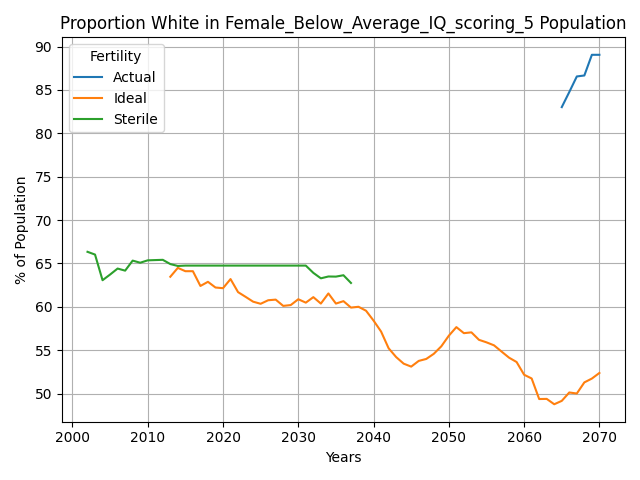 Proportion White in Female_Below_Average_IQ_scoring_5 Population
Fertility
Actual
Ideal
Sterile
% of Population
90
85
80
75
70
65
60
55
50
2000 2010 2020 2030 2040 2050 2060 2070
Years